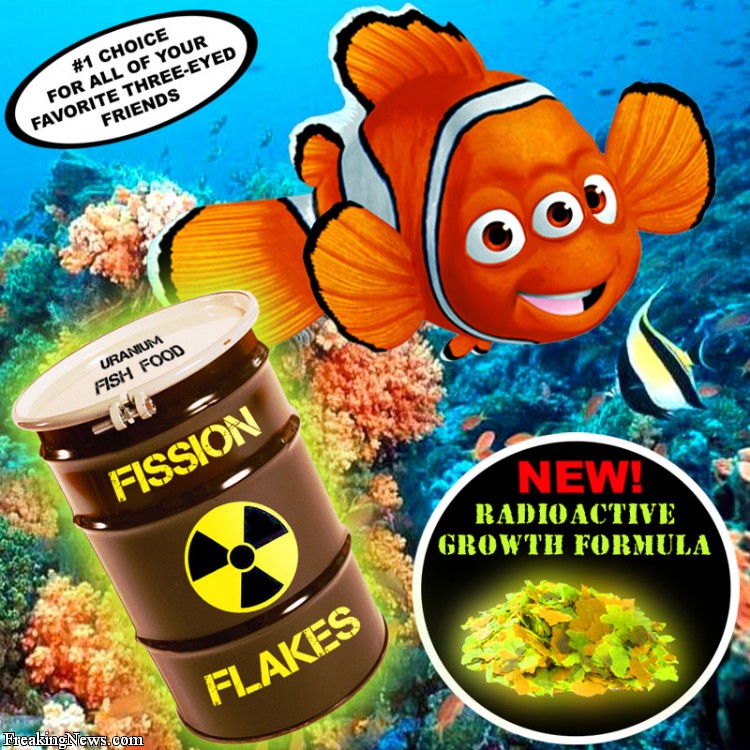 #1 CHOICE
FOR ALL OF YOUR
FAVORITE THREE-EYED
FRIENDS
URANIUM
FISH FOOD
FISSION
FLAKES
NEW!
RADIOACTIVE
GROWTH FORMULA
FreakingNews.com